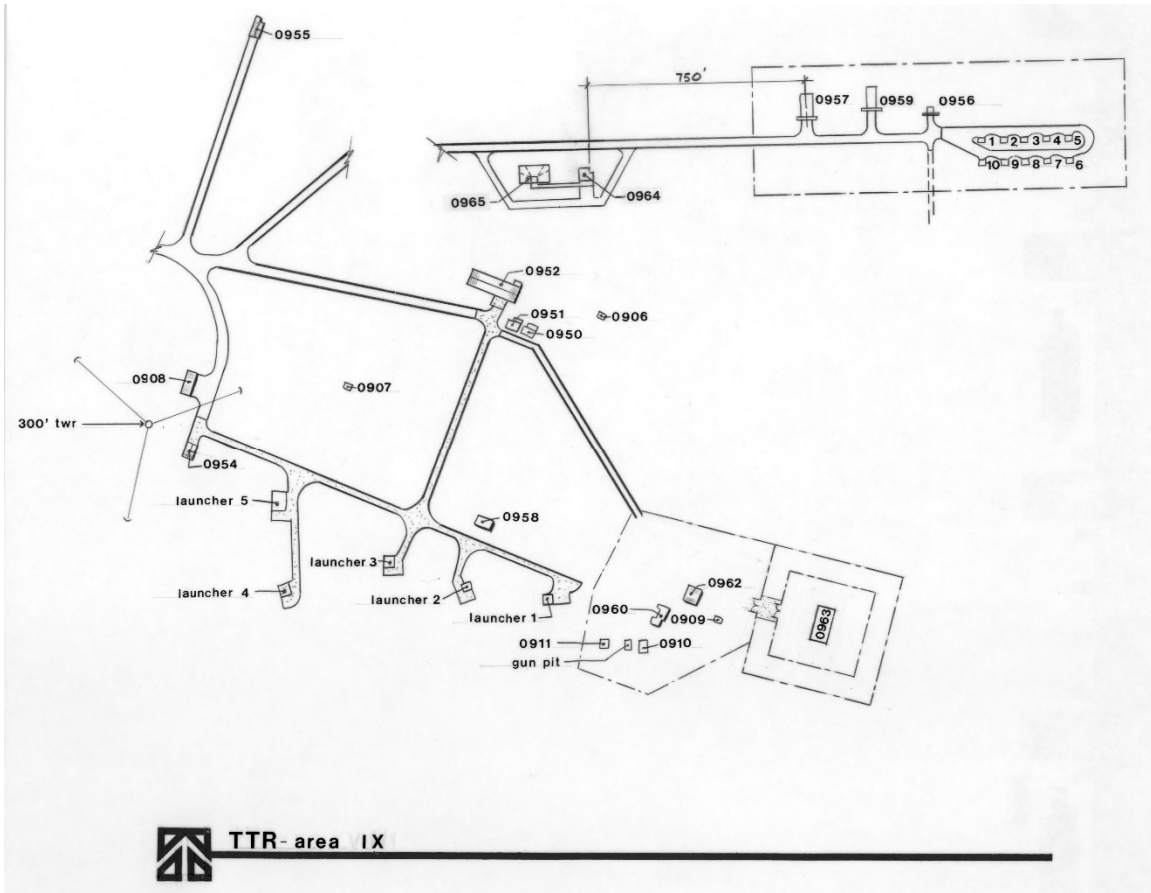 0955
750'
0957
0959
0956
1 2 3 4 5
10 9 8 7 6
0965
0964
0952
0951
0950
0906
0908
0907
300' twr
0954
launcher 5
0958
launcher 3
launcher 4
launcher 2
launcher 1
0962
0960
0909
0963
0911
0910
gun pit
TTR- area IX